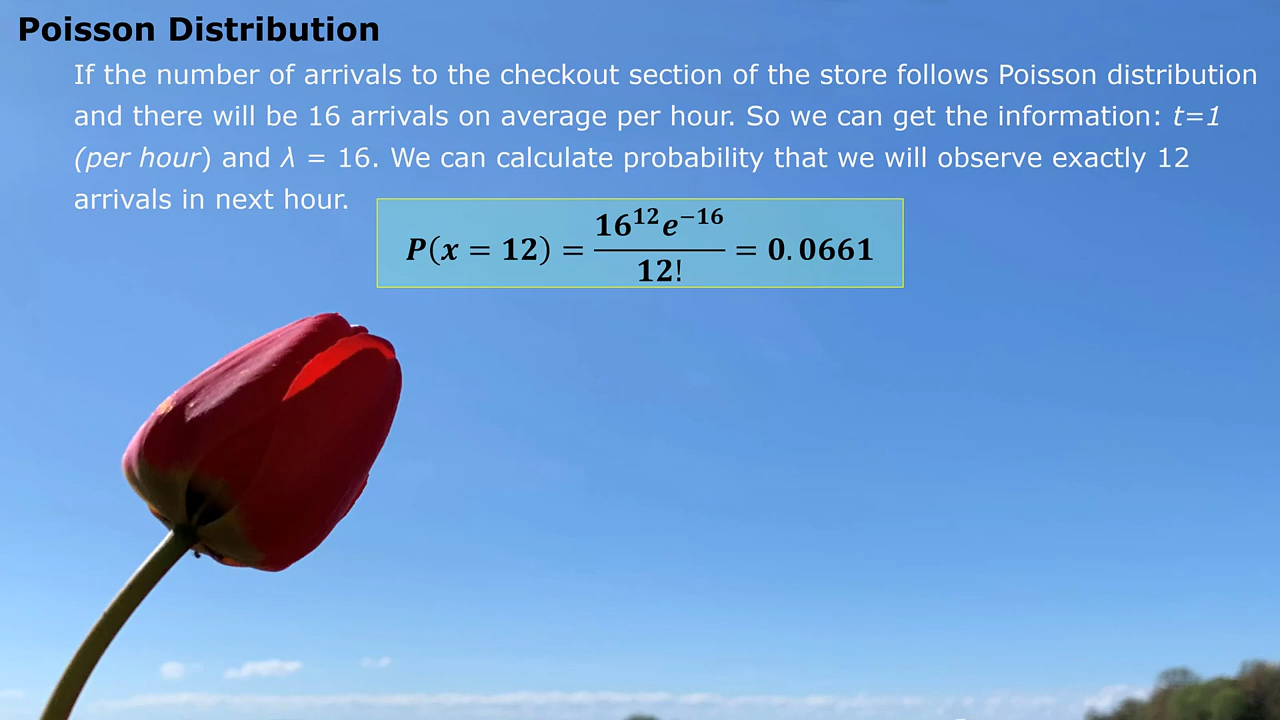 Poisson Distribution
If the number of arrivals to the checkout section of the store follows Poisson distribution
and there will be 16 arrivals on average per hour. So we can get the information: t=1
(per hour) and λ = 16. We can calculate probability that we will observe exactly 12
arrivals in next hour.
P(x = 12) = 16¹²e⁻¹⁶ / 12! = 0.0661